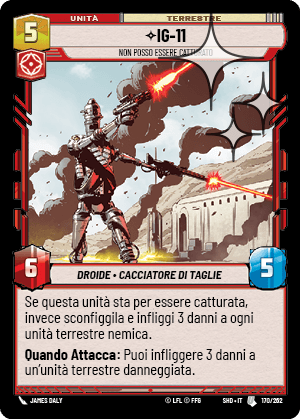 5
UNITÀ
TERRESTRE
IG-11
NON POSSO ESSERE CATTURATO
6
5
DROIDE • CACCIATORE DI TAGLIE
Se questa unità sta per essere catturata,
invece sconfiggila e infliggi 3 danni a ogni
unità terrestre nemica.
Quando Attacca: Puoi infliggere 3 danni a
un'unità terrestre danneggiata.
JAMES DALY
© LFL © FFG
SHD • IT
170/262